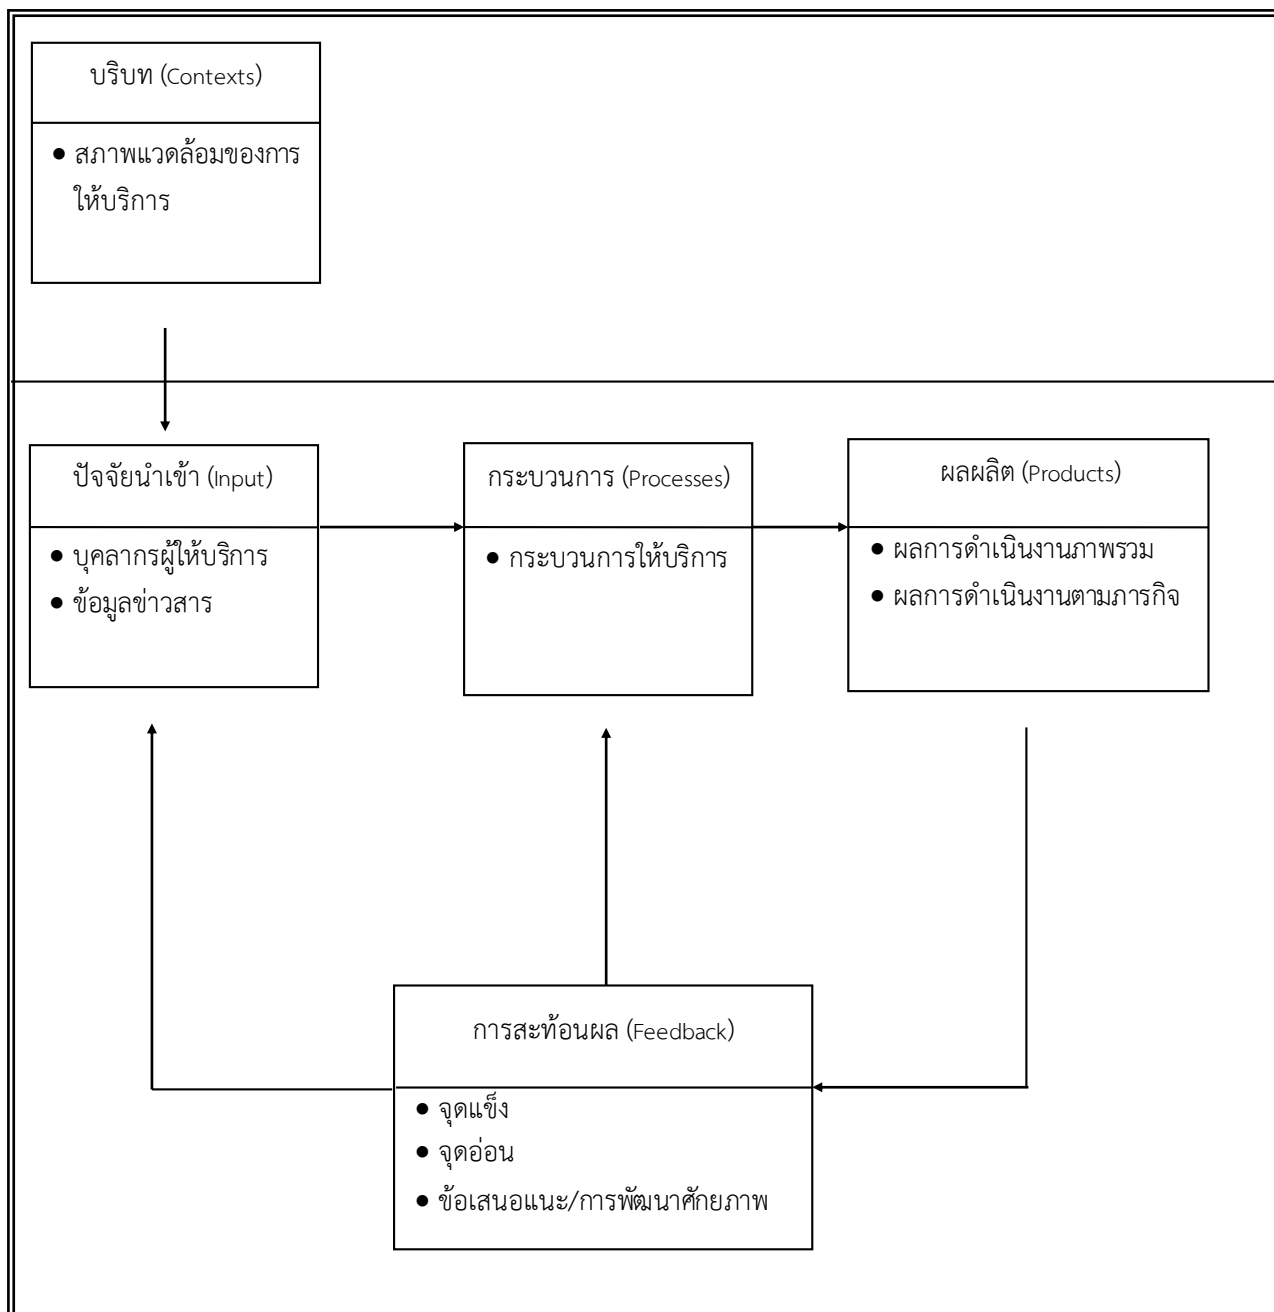 บริบท (Contexts)
● สภาพแวดล้อมของการ
ให้บริการ
ปัจจัยนำเข้า (Input)
● บุคลากรผู้ให้บริการ
● ข้อมูลข่าวสาร
กระบวนการ (Processes)
● กระบวนการให้บริการ
ผลผลิต (Products)
● ผลการดำเนินงานภาพรวม
● ผลการดำเนินงานตามภารกิจ
การสะท้อนผล (Feedback)
● จุดแข็ง
● จุดอ่อน
● ข้อเสนอแนะ/การพัฒนาศักยภาพ